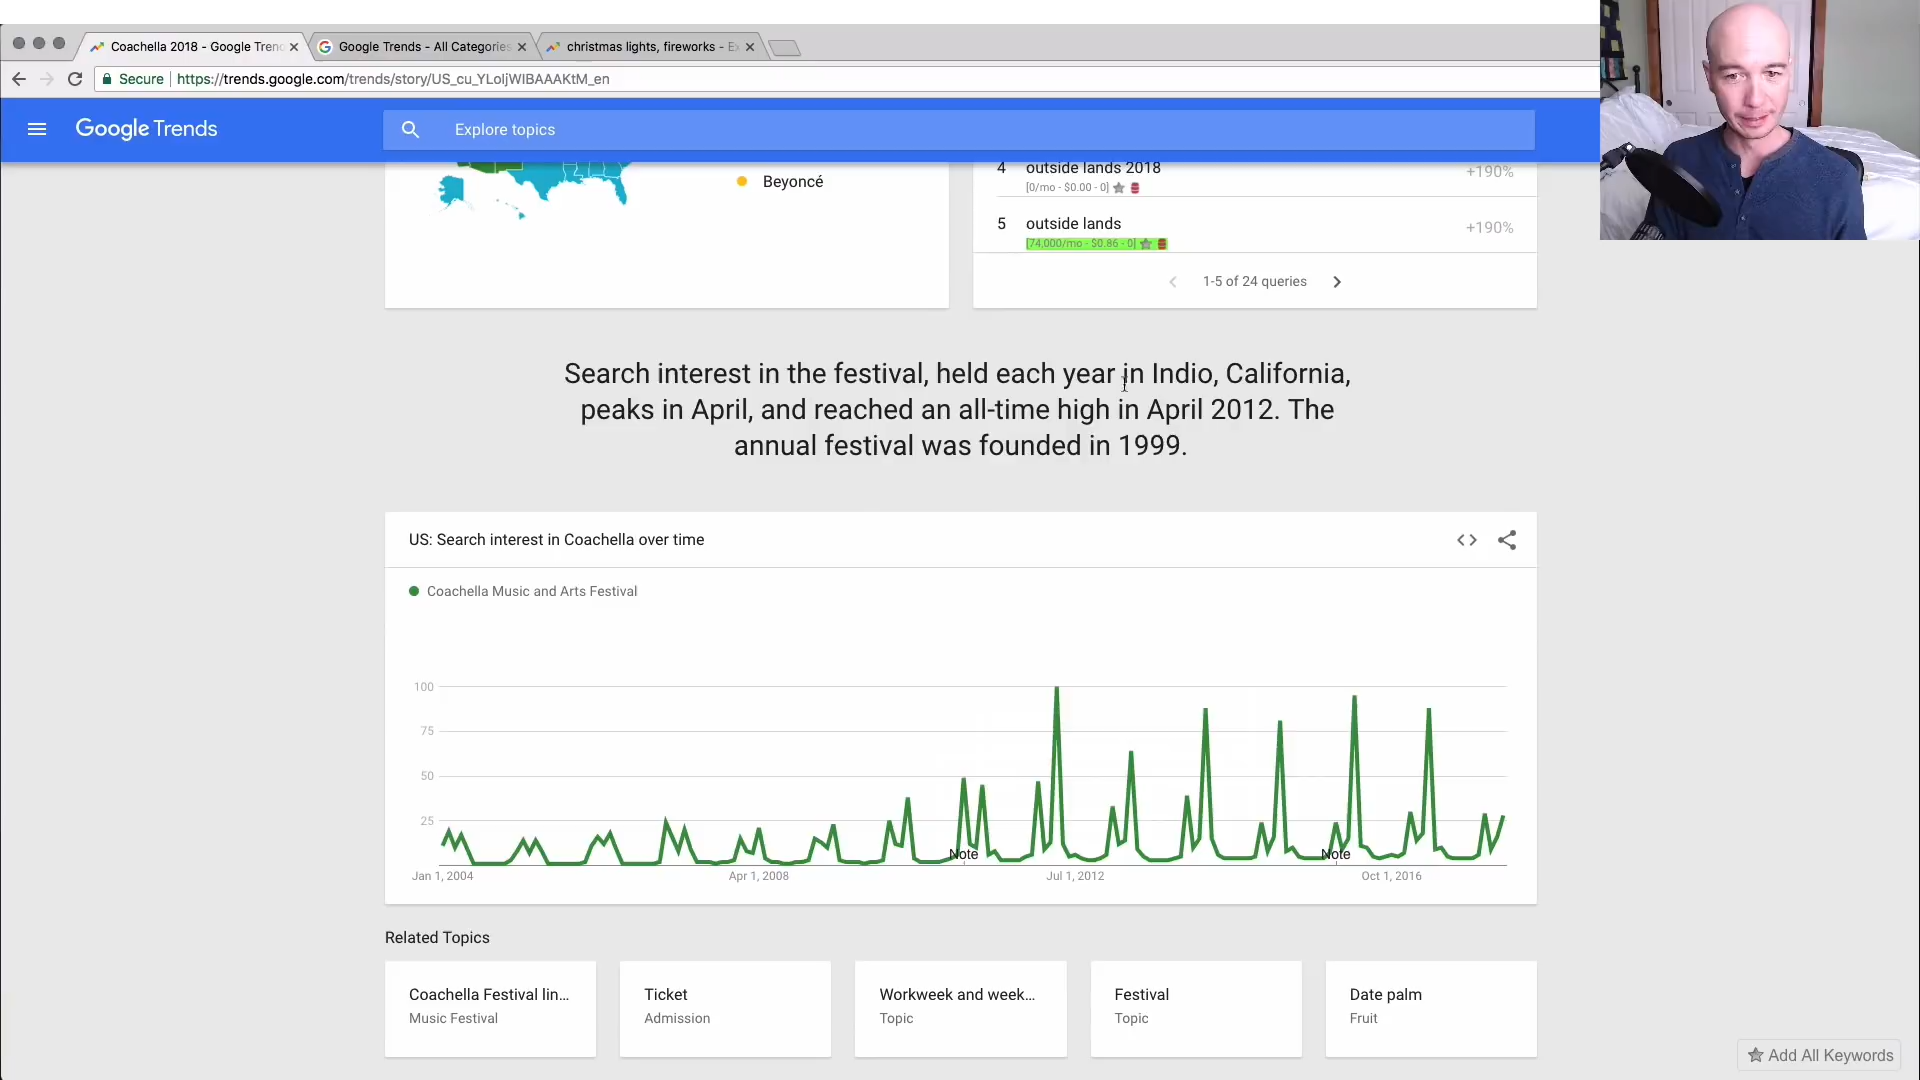 Coachella 2018 - Google Tren
Google Trends - All Categories
christmas lights, fireworks - Ex
Secure
https://trends.google.com/trends/story/US_cu_YLoljWIBAAAKtM_en
Google Trends
Explore topics
Beyoncé
4 outside lands 2018 +190%
[0/mo - $0.00 - 0]
5 outside lands +190%
[74,000/mo - $0.86 - 0]
1-5 of 24 queries
Search interest in the festival, held each year in Indio, California,
peaks in April, and reached an all-time high in April 2012. The
annual festival was founded in 1999.
US: Search interest in Coachella over time
Coachella Music and Arts Festival
100
75
50
25
Note Note
Jan 1, 2004 Apr 1, 2008 Jul 1, 2012 Oct 1, 2016
Related Topics
Coachella Festival lin... Ticket Workweek and week... Festival Date palm
Music Festival Admission Topic Topic Fruit
Add All Keywords